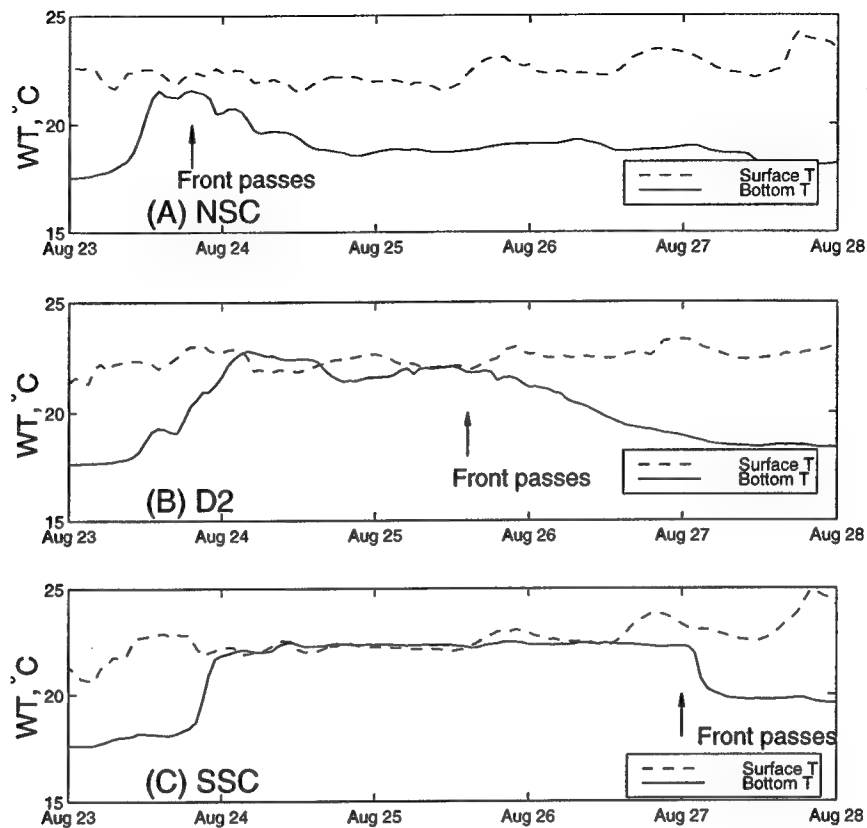 25
20
15
WT, °C
Front passes
(A) NSC
Surface T
Bottom T
Aug 23
Aug 24
Aug 25
Aug 26
Aug 27
Aug 28
25
20
15
WT, °C
Front passes
(B) D2
Surface T
Bottom T
Aug 23
Aug 24
Aug 25
Aug 26
Aug 27
Aug 28
25
20
15
WT, °C
Front passes
(C) SSC
Surface T
Bottom T
Aug 23
Aug 24
Aug 25
Aug 26
Aug 27
Aug 28